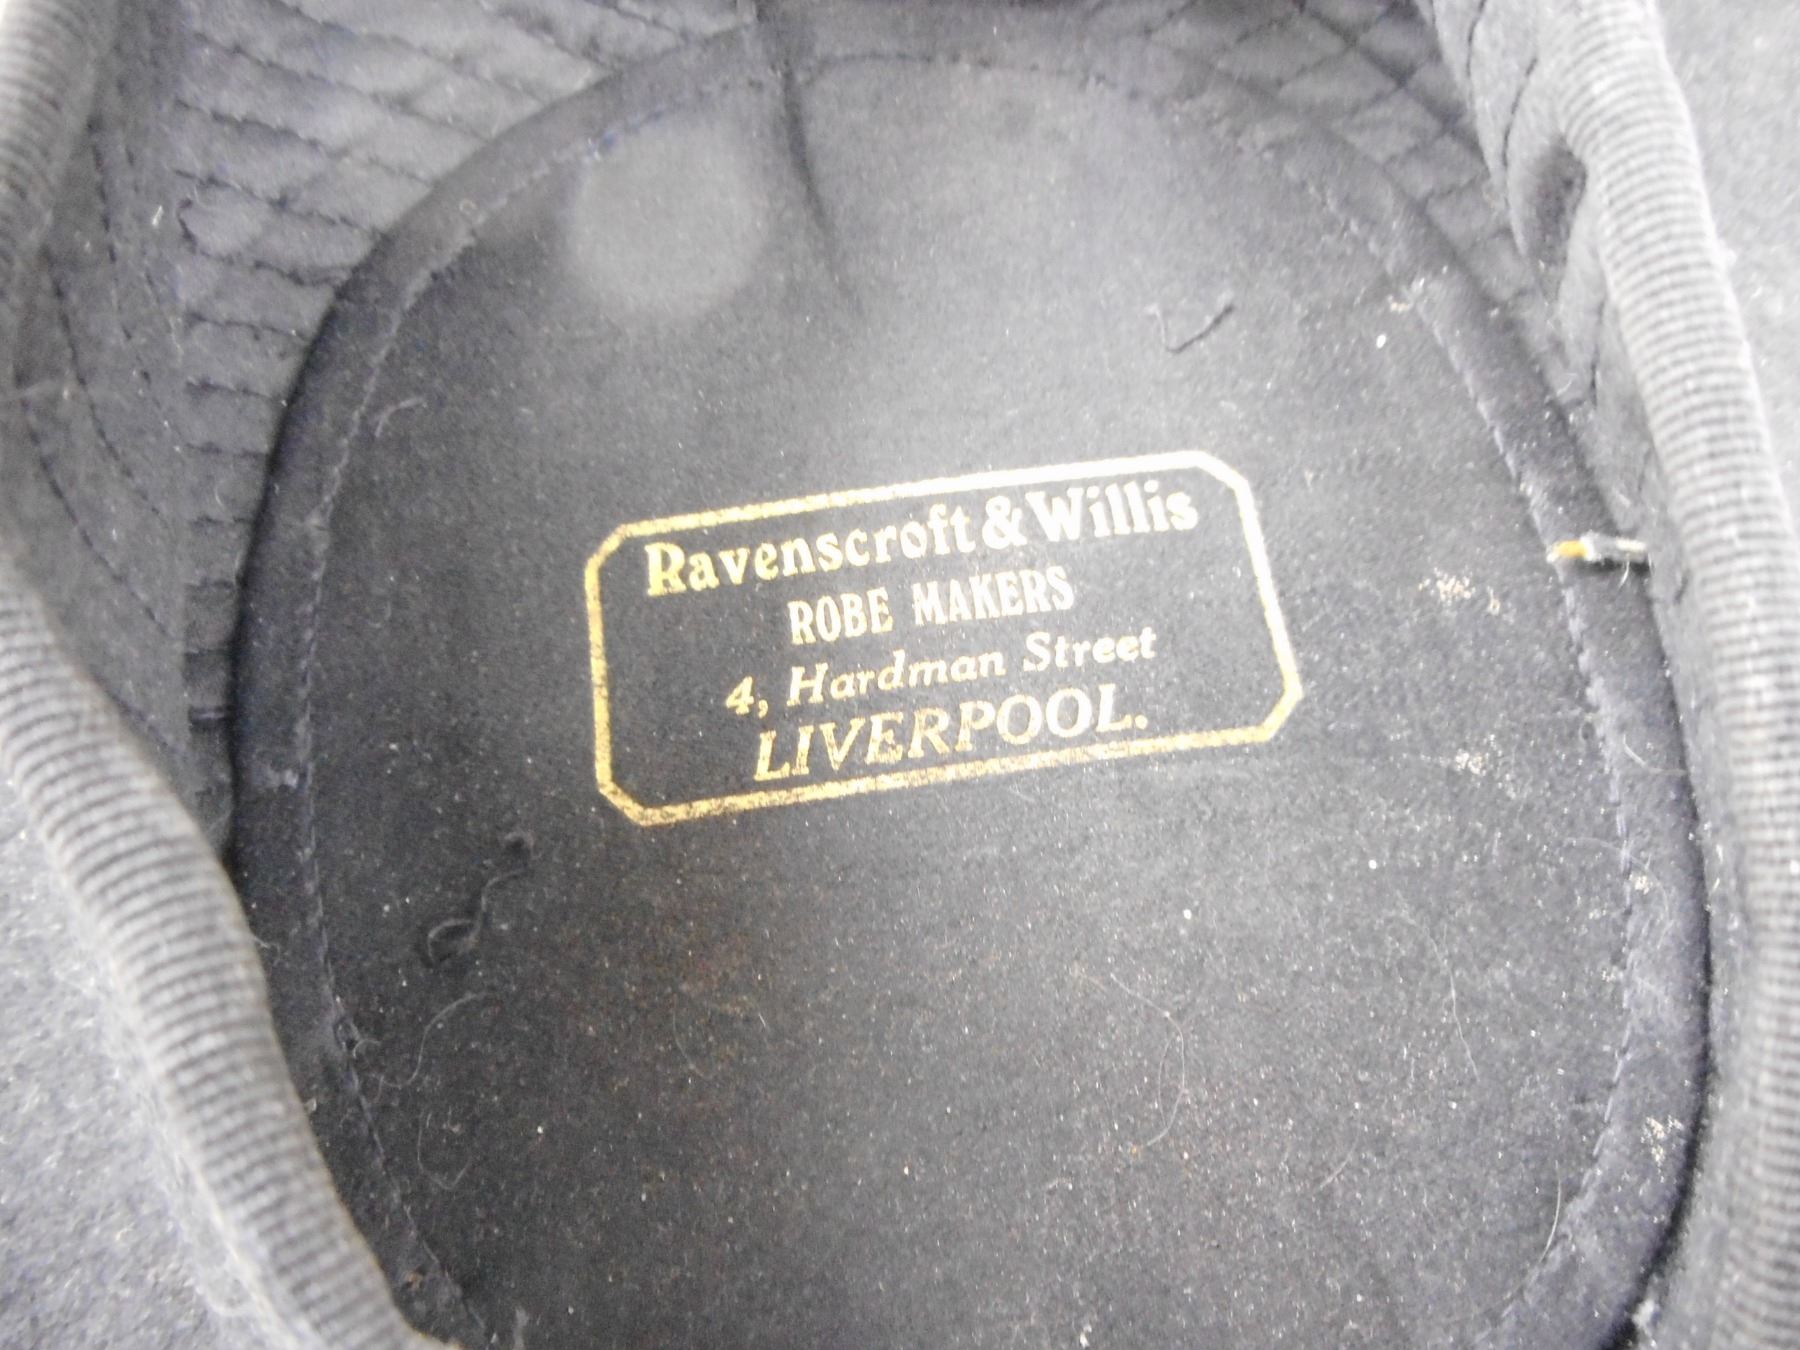 Ravenscroft & Willis
ROBE MAKERS
4, Hardman Street
LIVERPOOL.